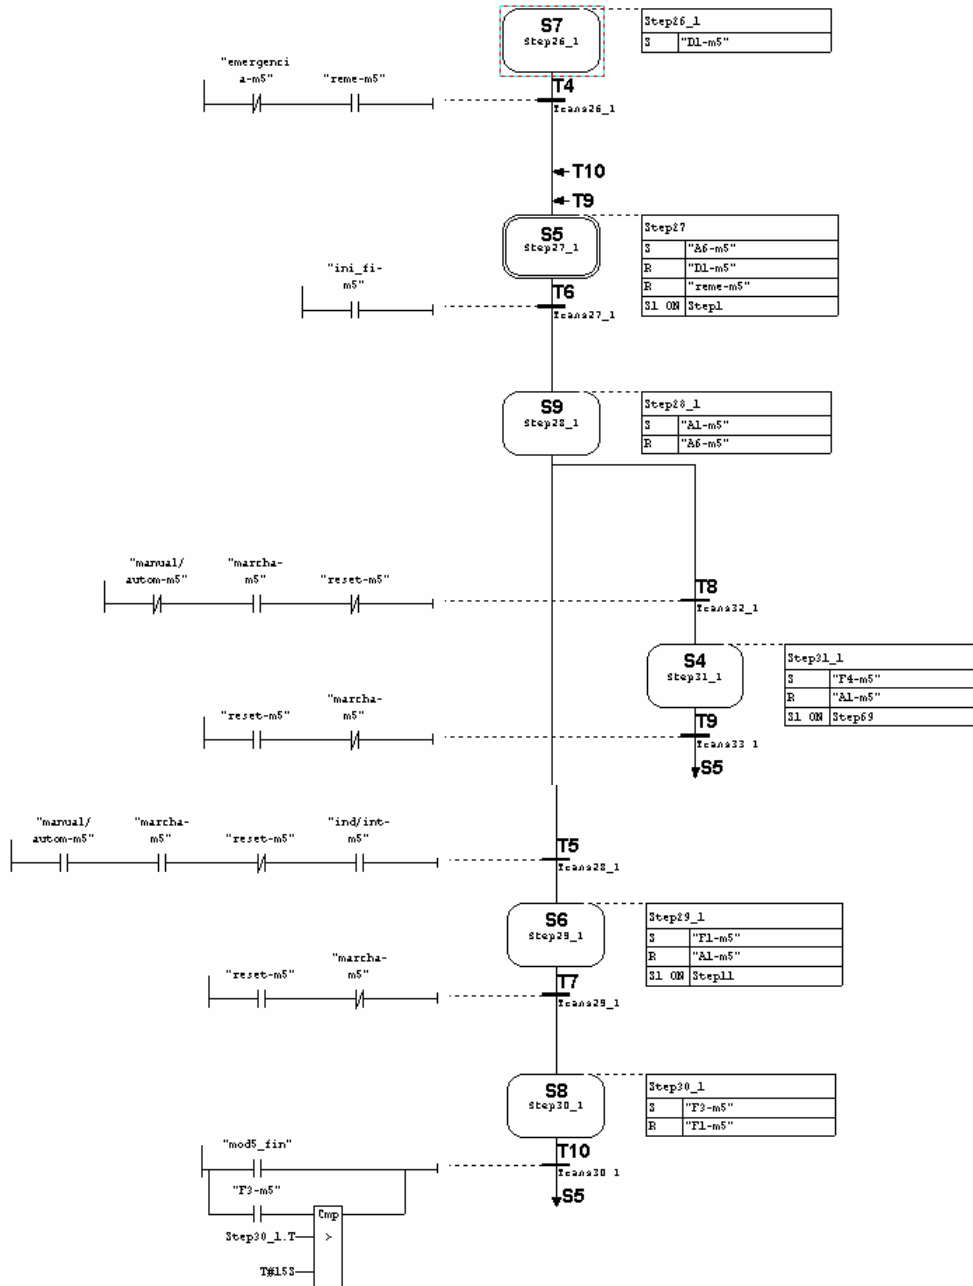 S7
Step26_1
Step26_1
S "D1-m5"
"emergenci
a-m5"
"reme-m5"
T4
Trans26_1
T10
T9
S5
Step27_1
Step27
S "A6-m5"
R "D1-m5"
R "reme-m5"
S1 ON Step1
"ini_fi-
m5"
T6
Trans27_1
S9
Step28_1
Step28_1
S "A1-m5"
R "A6-m5"
"manual/
autom-m5"
"marcha-
m5"
"reset-m5"
T8
Trans32_1
S4
Step31_1
Step31_1
S "F4-m5"
R "A1-m5"
S1 ON Step69
"reset-m5"
"marcha-
m5"
T9
Trans33_1
S5
"manual/
autom-m5"
"marcha-
m5"
"reset-m5"
"ind/int-
m5"
T5
Trans28_1
S6
Step29_1
Step29_1
S "F1-m5"
R "A1-m5"
S1 ON Step11
"reset-m5"
"marcha-
m5"
T7
Trans29_1
S8
Step30_1
Step30_1
S "F3-m5"
R "F1-m5"
"mod5_fin"
T10
Trans30_1
S5
"F3-m5"
Cmp
Step30_1.T
>
T#15S